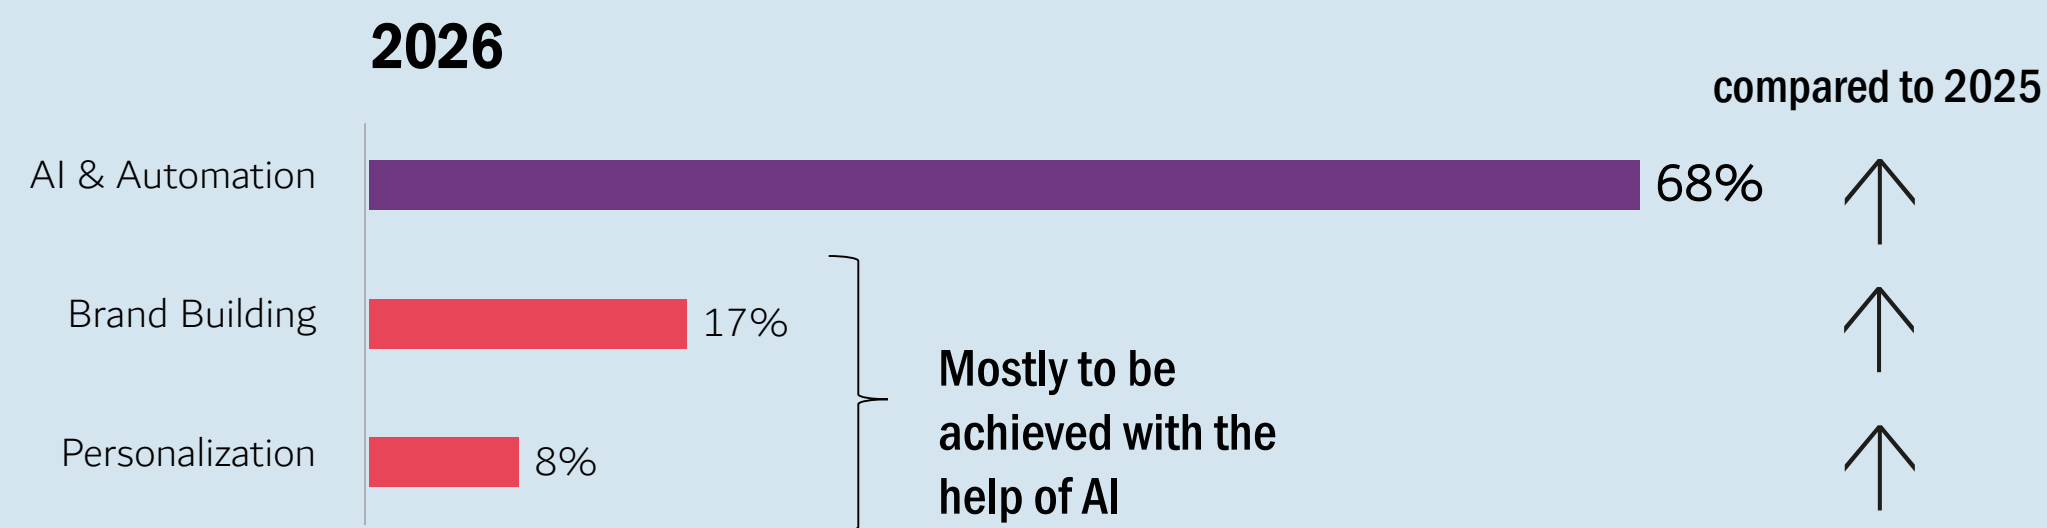 2026
compared to 2025
AI & Automation
68%
Brand Building
17%
Mostly to be
achieved with the
help of AI
Personalization
8%